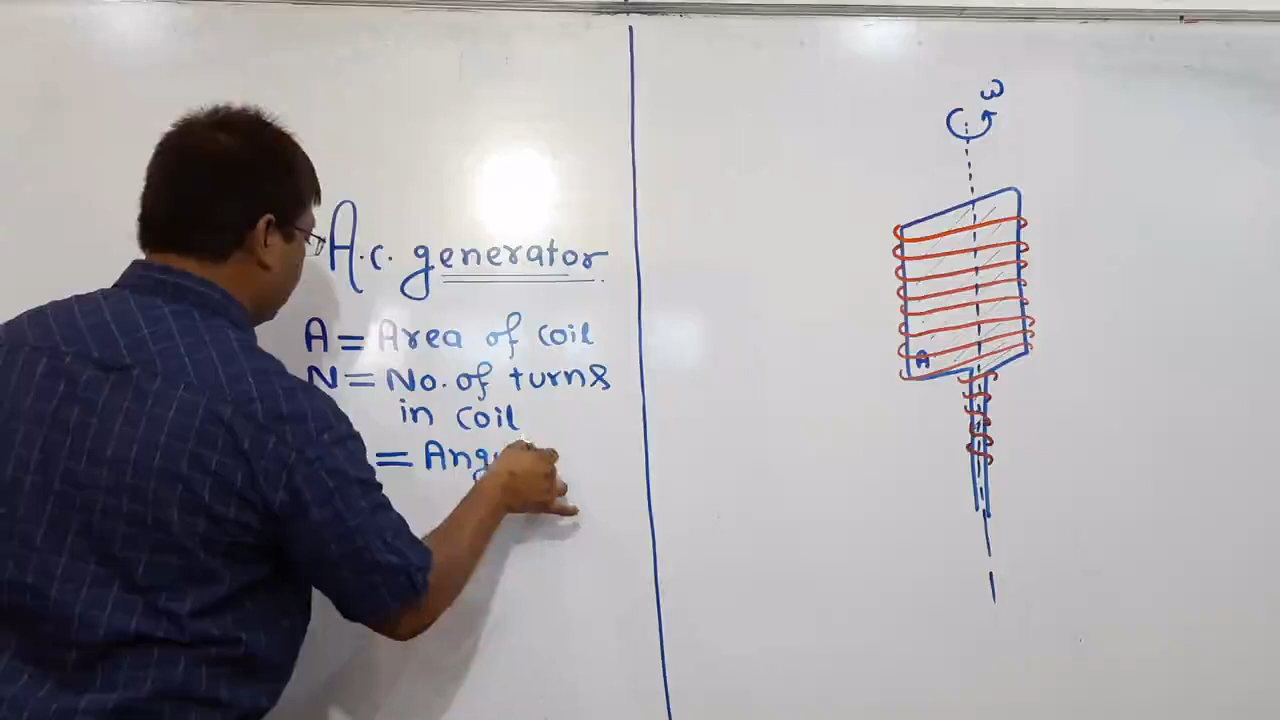 A.c. generator
A = Area of coil
N = No. of turns
in coil
= Ang
ω
A